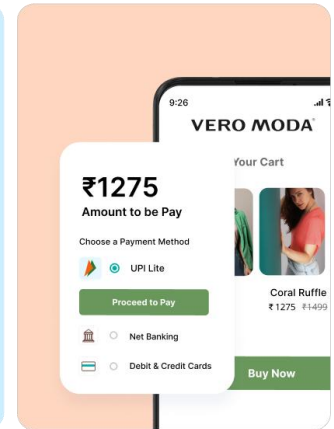 9:26
VERO MODA
Your Cart
₹1275
Amount to be Pay
Choose a Payment Method
UPI Lite
Proceed to Pay
Net Banking
Debit & Credit Cards
Coral Ruffle
₹1275 ₹1499
Buy Now